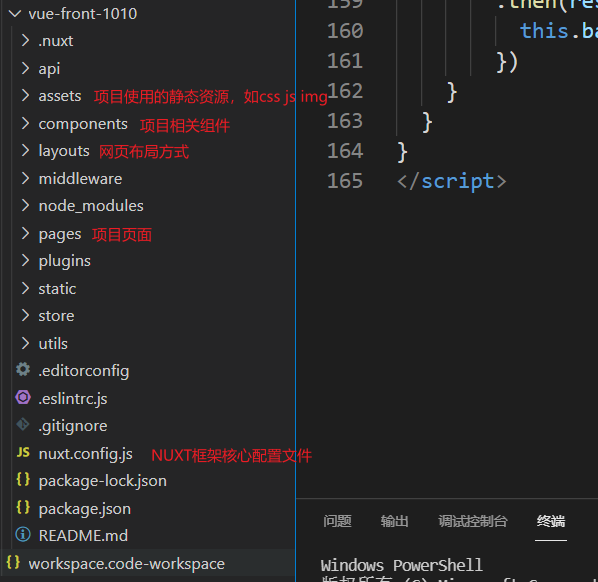 vue-front-1010
.nuxt
api
assets 项目使用的静态资源，如css js img
components 项目相关组件
layouts 网页布局方式
middleware
node_modules
pages 项目页面
plugins
static
store
utils
.editorconfig
.eslintrc.js
.gitignore
JS nuxt.config.js NUXT框架核心配置文件
{} package-lock.json
{} package.json
README.md
{} workspace.code-workspace
159 .then(res
160 this.ba
161 })
162 }
163 }
164 }
165 </script>
问题 输出 调试控制台 终端
Windows PowerShell